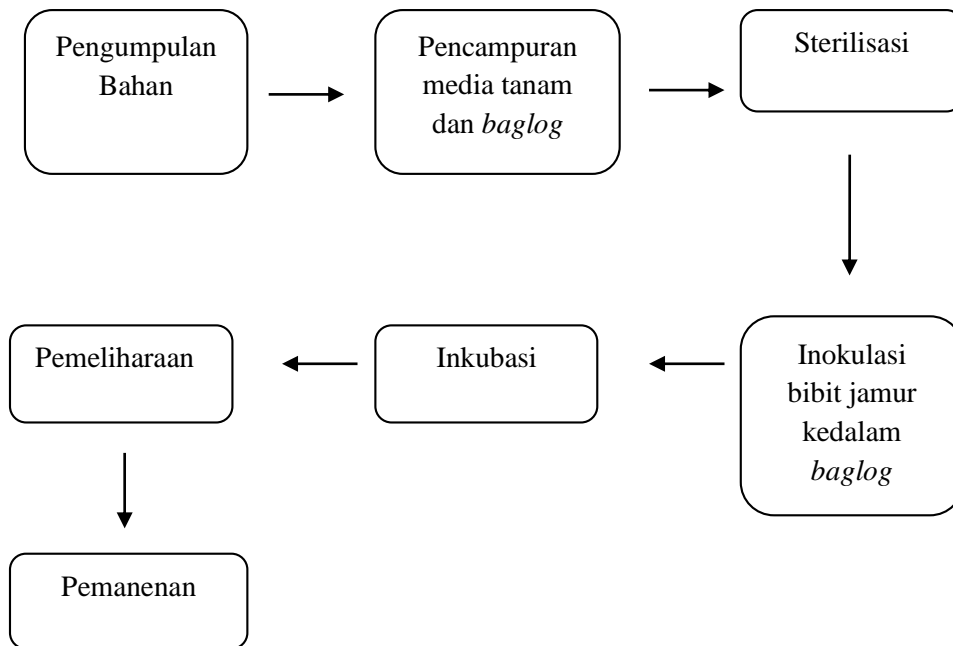 Pengumpulan
Bahan
Pencampuran
media tanam
dan baglog
Sterilisasi
Inokulasi
bibit jamur
kedalam
baglog
Inkubasi
Pemeliharaan
Pemanenan